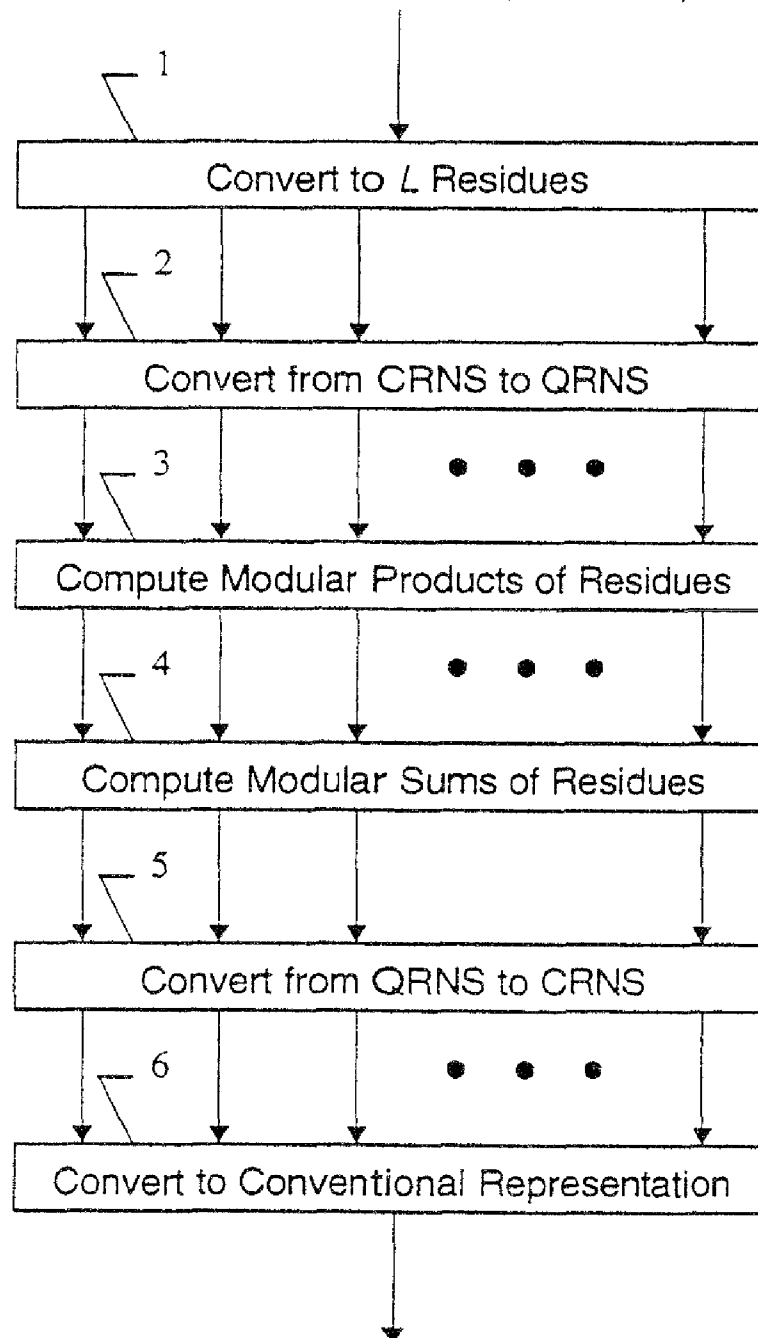 1
Convert to L Residues
2
Convert from CRNS to QRNS
3
Compute Modular Products of Residues
4
Compute Modular Sums of Residues
5
Convert from QRNS to CRNS
6
Convert to Conventional Representation